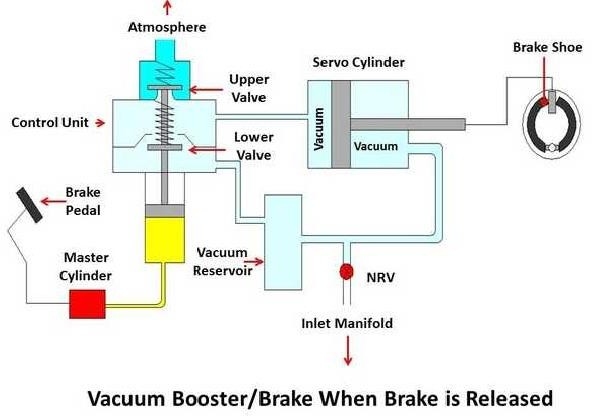 Atmosphere
Servo Cylinder
Brake Shoe
Upper
Valve
Control Unit
Lower
Valve
Vacuum
Vacuum
Brake
Pedal
Master
Cylinder
Vacuum
Reservoir
NRV
Inlet Manifold
Vacuum Booster/Brake When Brake is Released